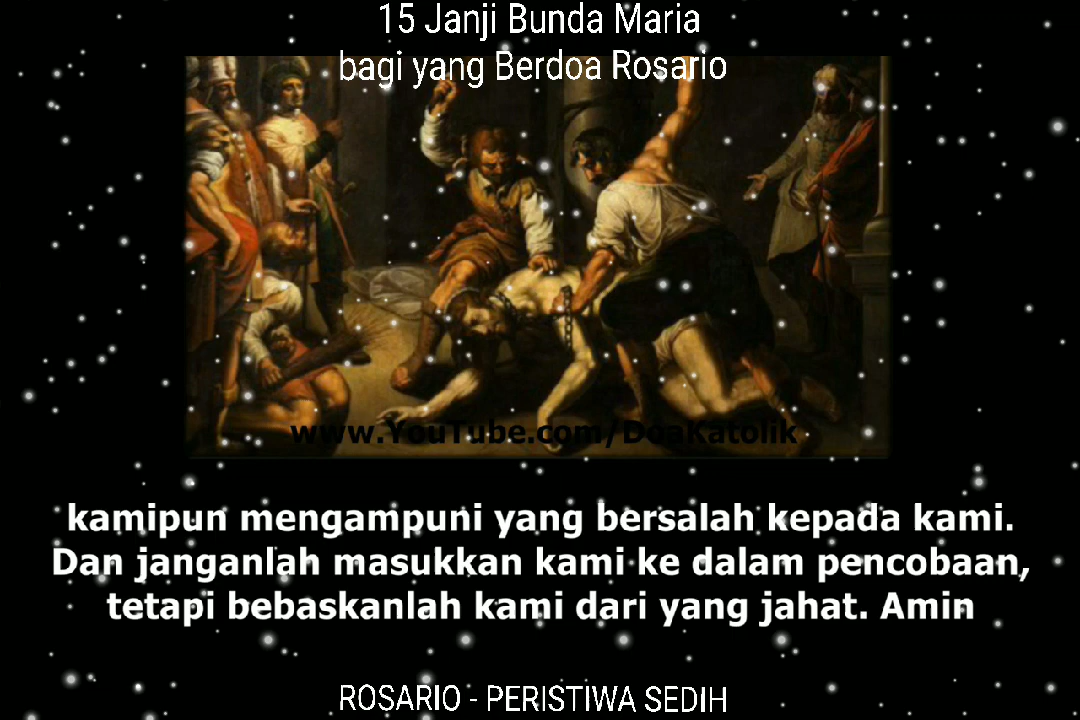 15 Janji Bunda Maria
bagi yang Berdoa Rosario
www.YouTube.com/DoaKatolik
kamipun mengampuni yang bersalah kepada kami.
Dan janganlah masukkan kami ke dalam pencobaan,
tetapi bebaskanlah kami dari yang jahat. Amin
ROSARIO - PERISTIWA SEDIH